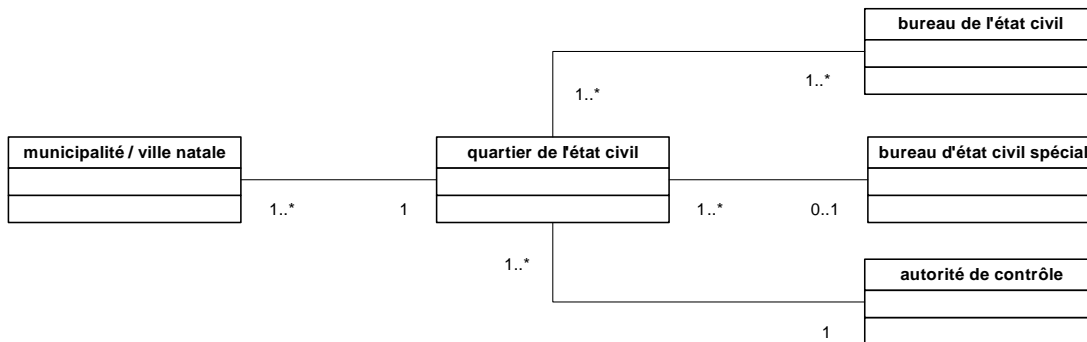 bureau de l'état civil
1..*
1..*
municipalité / ville natale
quartier de l'état civil
bureau d'état civil spécial
1..*
1
1..*
0..1
1..*
autorité de contrôle
1